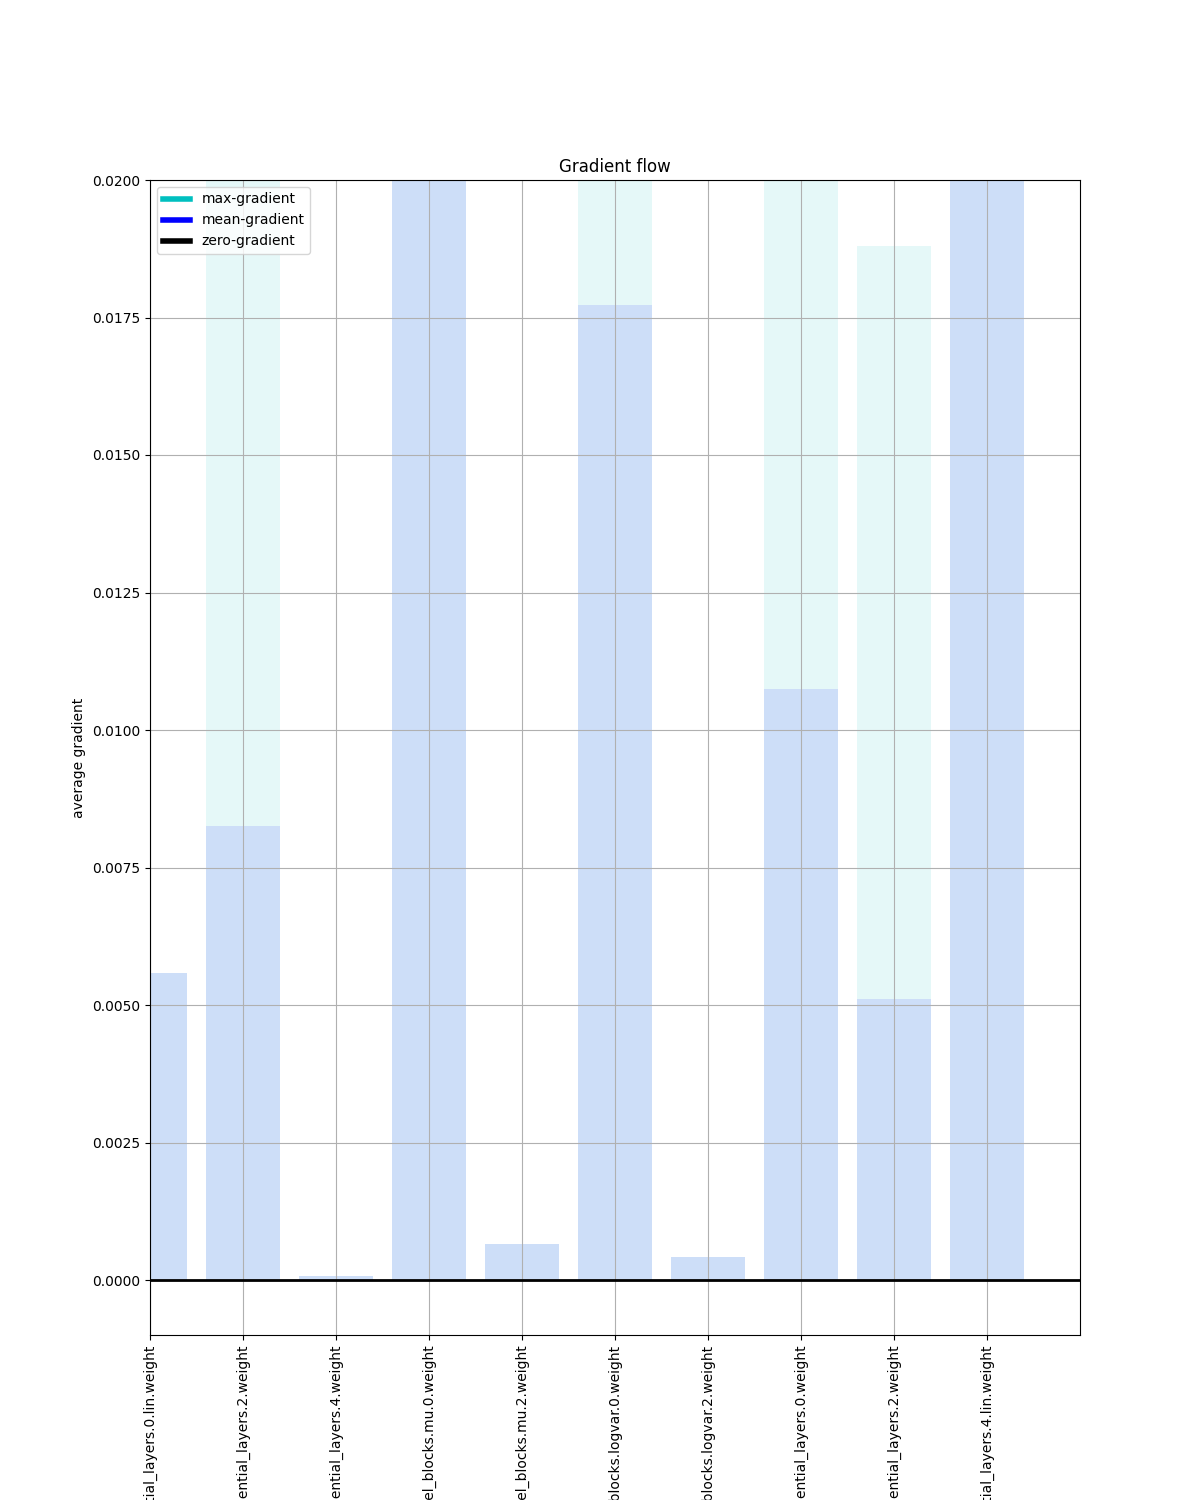 Gradient flow
max-gradient
mean-gradient
zero-gradient
0.0200
0.0175
0.0150
0.0125
0.0100
0.0075
0.0050
0.0025
0.0000
average gradient
tial_layers.0.lin.weight
ential_layers.2.weight
ential_layers.4.weight
el_blocks.mu.0.weight
el_blocks.mu.2.weight
blocks.logvar.0.weight
blocks.logvar.2.weight
ential_layers.0.weight
ential_layers.2.weight
tial_layers.4.lin.weight